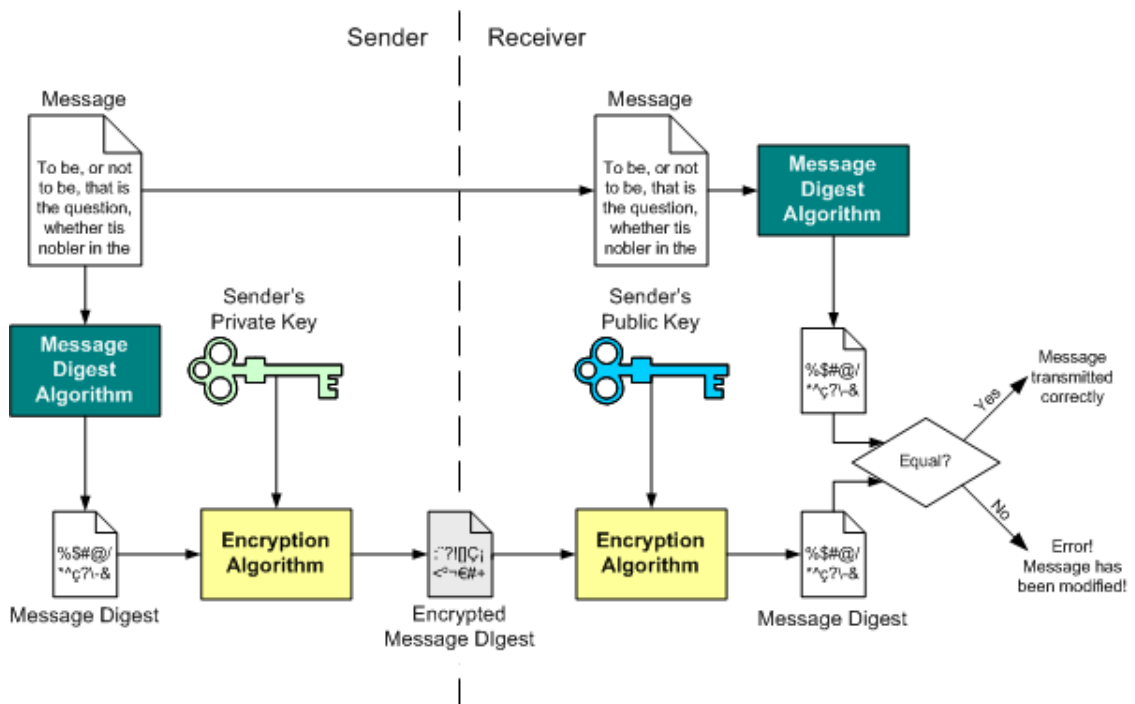 Sender
Receiver
Message
To be, or not
to be, that is
the question,
whether tis
nobler in the
Message
To be, or not
to be, that is
the question,
whether tis
nobler in the
Message
Digest
Algorithm
Sender's
Private Key
Sender's
Public Key
Message
Digest
Algorithm
%$#@/
*^ç?\-&
Message
transmitted
correctly
Yes
Equal?
No
Error!
Message has
been modified!
%$#@/
*^ç?\-&
Message Digest
Encryption
Algorithm
:¨?![]Ç¡
<º¬€#+
Encrypted
Message DIgest
Encryption
Algorithm
%$#@/
*^ç?\-&
Message Digest